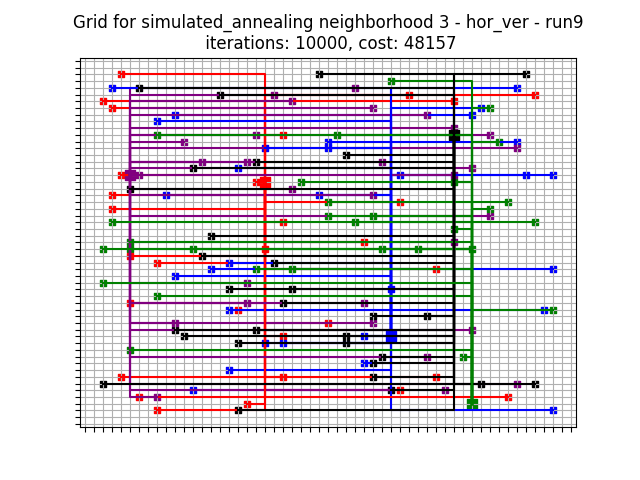 Grid for simulated_annealing neighborhood 3 - hor_ver - run9
iterations: 10000, cost: 48157